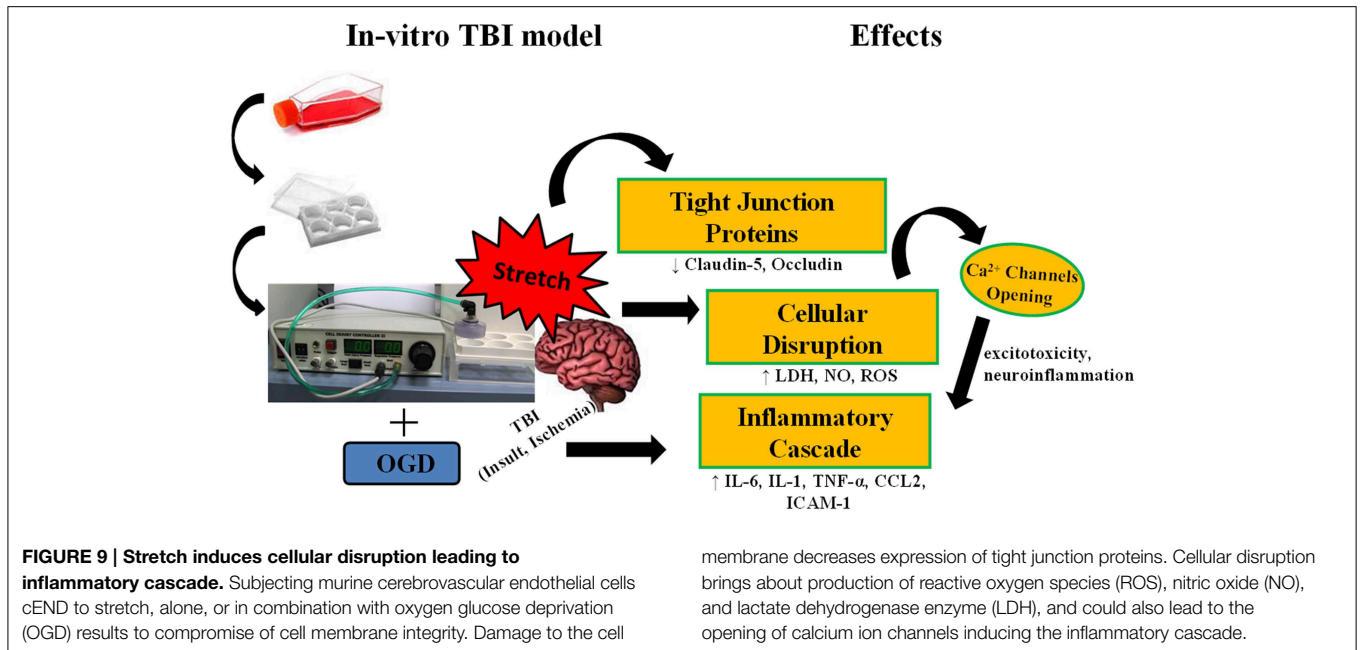 In-vitro TBI model
Effects
Stretch
Tight Junction
Proteins
↓ Claudin-5, Occludin
Ca²⁺ Channels
Opening
Cellular
Disruption
↑ LDH, NO, ROS
excitotoxicity,
neuroinflammation
CELL INJURY CONTROLLER II
+
OGD
TBI
(Insult, Ischemia)
Inflammatory
Cascade
↑ IL-6, IL-1, TNF-α, CCL2,
ICAM-1
FIGURE 9 | Stretch induces cellular disruption leading to
inflammatory cascade. Subjecting murine cerebrovascular endothelial cells
cEND to stretch, alone, or in combination with oxygen glucose deprivation
(OGD) results to compromise of cell membrane integrity. Damage to the cell
membrane decreases expression of tight junction proteins. Cellular disruption
brings about production of reactive oxygen species (ROS), nitric oxide (NO),
and lactate dehydrogenase enzyme (LDH), and could also lead to the
opening of calcium ion channels inducing the inflammatory cascade.